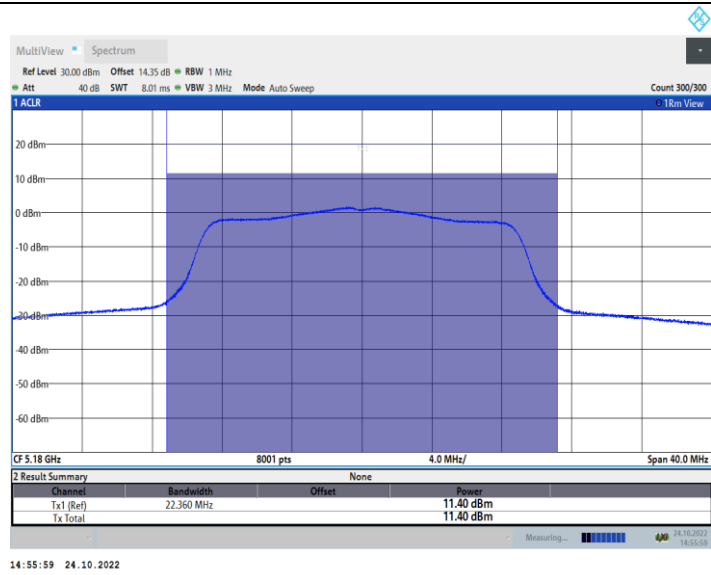 MultiView Spectrum
Ref Level 30.00 dBm Offset 14.35 dB RBW 1 MHz
Att 40 dB SWT 8.01 ms VBW 3 MHz Mode Auto Sweep Count 300/300
1 ACLR 1Rm View
20 dBm
10 dBm
0 dBm
-10 dBm
-20 dBm
-30 dBm
-40 dBm
-50 dBm
-60 dBm
CF 5.18 GHz 8001 pts 4.0 MHz/ Span 40.0 MHz
2 Result Summary None
Channel Bandwidth Offset Power
Tx1 (Ref) 22.360 MHz 11.40 dBm
Tx Total 11.40 dBm
Measuring... 24.10.2022
14:55:59
14:55:59 24.10.2022